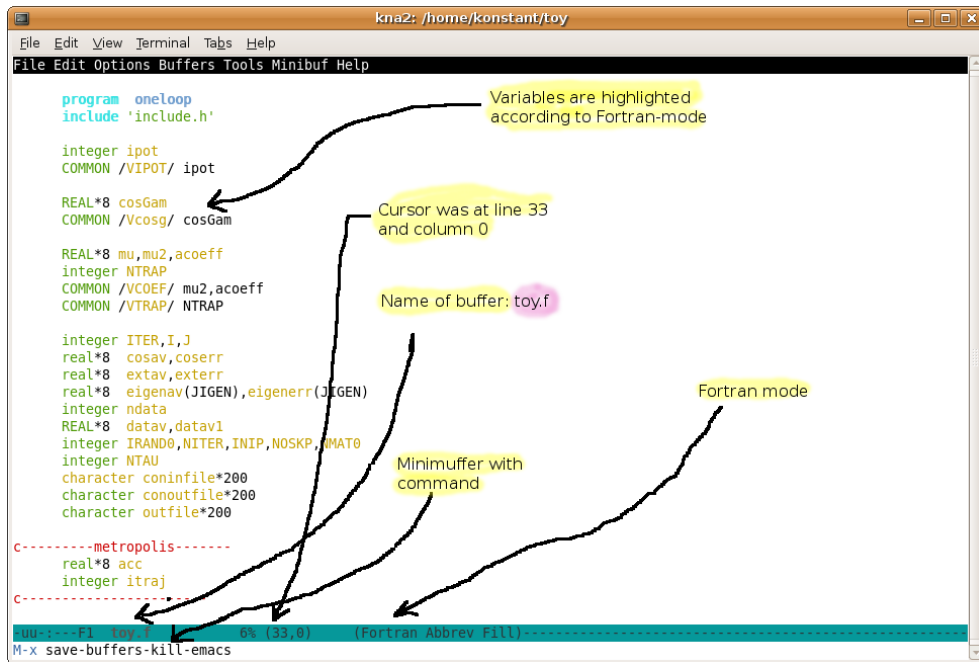 kna2: /home/konstant/toy
File Edit View Terminal Tabs Help
File Edit Options Buffers Tools Minibuf Help
program oneloop
include 'include.h'
integer ipot
COMMON /VIPOT/ ipot
REAL*8 cosGam
COMMON /Vcosg/ cosGam
REAL*8 mu,mu2,acoeff
integer NTRAP
COMMON /VCOEF/ mu2,acoeff
COMMON /VTRAP/ NTRAP
integer ITER,I,J
real*8 cosav,coserr
real*8 extav,exterr
real*8 eigenav(JIGEN),eigenerr(JIGEN)
integer ndata
REAL*8 datav,datav1
integer IRAND0,NITER,INIP,NOSKP,NMAT0
integer NTAU
character coninfile*200
character conoutfile*200
character outfile*200
c---------metropolis-------
real*8 acc
integer itraj
c---------------------
-uu-:---F1 toy.f 6% (33,0) (Fortran Abbrev Fill)------------------------------------------------------
M-x save-buffers-kill-emacs
Variables are highlighted
according to Fortran-mode
Cursor was at line 33
and column 0
Name of buffer: toy.f
Fortran mode
Minimuffer with
command